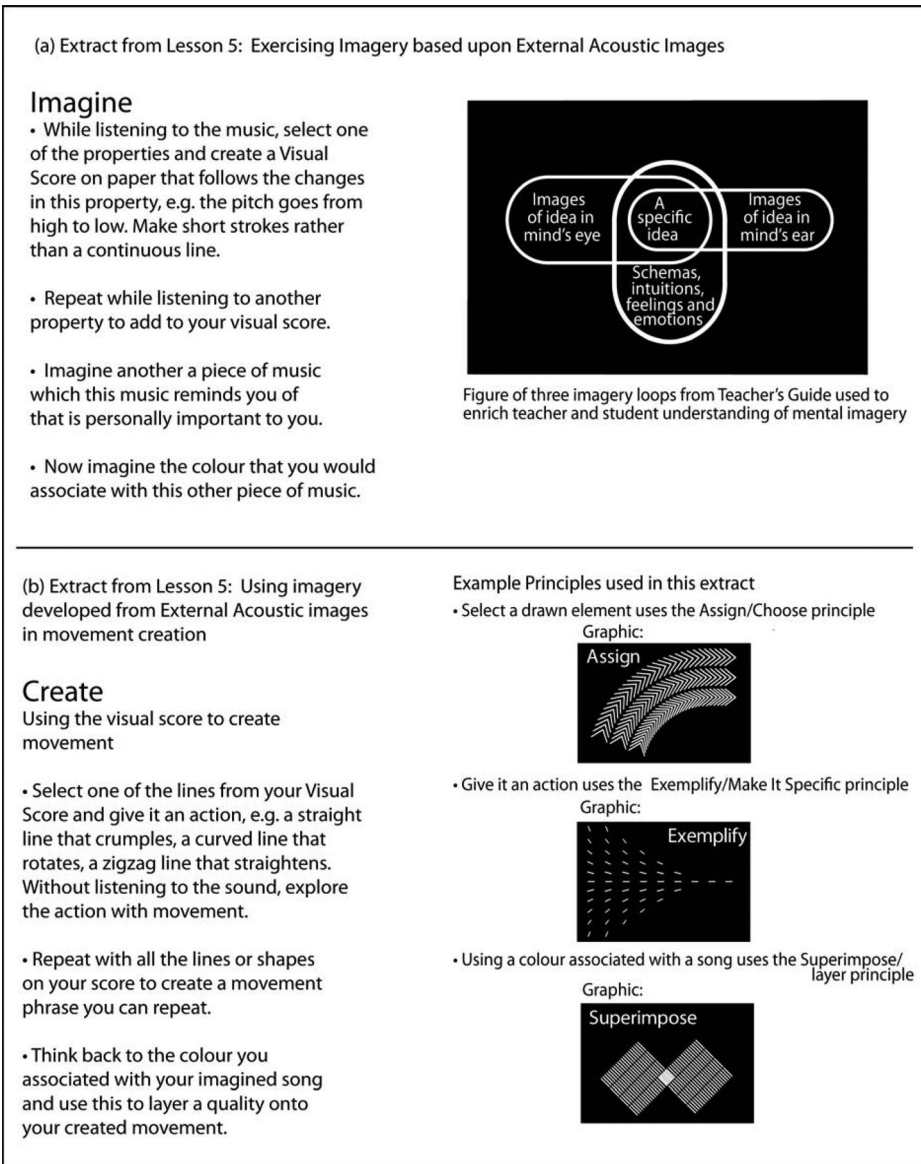 (a) Extract from Lesson 5: Exercising Imagery based upon External Acoustic Images
Imagine
• While listening to the music, select one
of the properties and create a Visual
Score on paper that follows the changes
in this property, e.g. the pitch goes from
high to low. Make short strokes rather
than a continuous line.
• Repeat while listening to another
property to add to your visual score.
• Imagine another a piece of music
which this music reminds you of
that is personally important to you.
• Now imagine the colour that you would
associate with this other piece of music.
Images
of idea in
mind's eye
A
specific
idea
Images
of idea in
mind's ear
Schemas,
intuitions,
feelings and
emotions
Figure of three imagery loops from Teacher's Guide used to
enrich teacher and student understanding of mental imagery
(b) Extract from Lesson 5: Using imagery
developed from External Acoustic images
in movement creation
Create
Using the visual score to create
movement
• Select one of the lines from your Visual
Score and give it an action, e.g. a straight
line that crumples, a curved line that
rotates, a zigzag line that straightens.
Without listening to the sound, explore
the action with movement.
• Repeat with all the lines or shapes
on your score to create a movement
phrase you can repeat.
• Think back to the colour you
associated with your imagined song
and use this to layer a quality onto
your created movement.
Example Principles used in this extract
• Select a drawn element uses the Assign/Choose principle
Graphic:
Assign
• Give it an action uses the Exemplify/Make It Specific principle
Graphic:
Exemplify
• Using a colour associated with a song uses the Superimpose/
layer principle
Graphic:
Superimpose